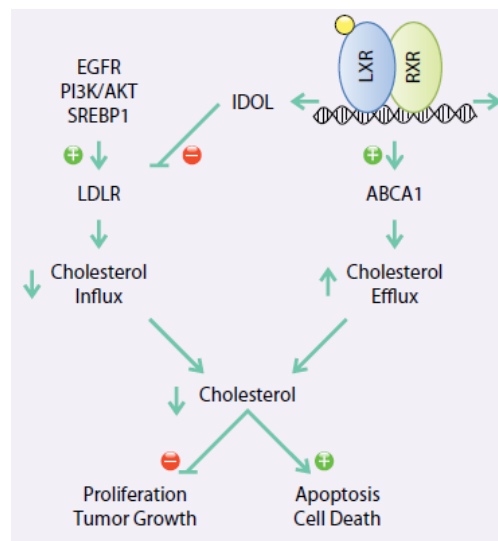 EGFR
PI3K/AKT
SREBP1
IDOL
LXR
RXR
LDLR
ABCA1
Cholesterol
Influx
Cholesterol
Efflux
Cholesterol
Proliferation
Tumor Growth
Apoptosis
Cell Death